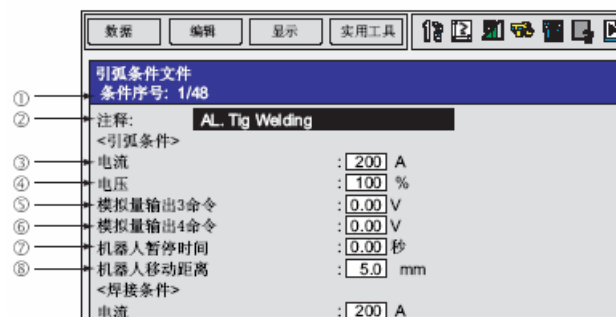 数据 编辑 显示 实用工具
引弧条件文件
① 条件序号: 1/48
② 注释: AL. Tig Welding
<引弧条件>
③ 电流 : 200 A
④ 电压 : 100 %
⑤ 模拟量输出3命令 : 0.00 V
⑥ 模拟量输出4命令 : 0.00 V
⑦ 机器人暂停时间 : 0.00 秒
⑧ 机器人移动距离 : 5.0 mm
<焊接条件>
电流 : 200 A